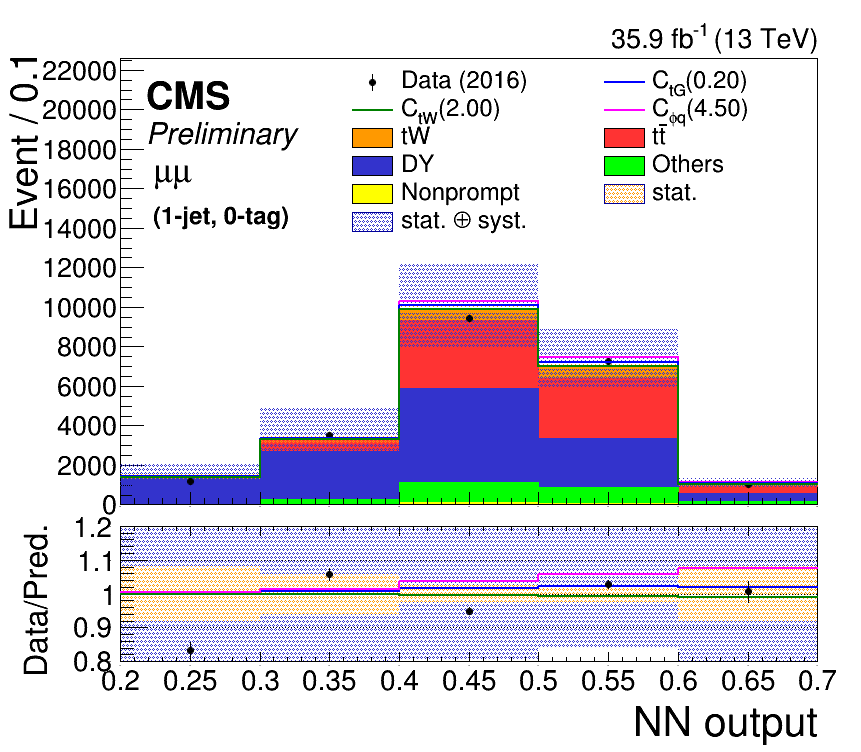 35.9 fb⁻¹ (13 TeV)
Event / 0.1
22000
20000
18000
16000
14000
12000
10000
8000
6000
4000
2000
0
CMS
Preliminary
μμ
(1-jet, 0-tag)
Data (2016)
C_tG(0.20)
C_tW(2.00)
C_ϕq(4.50)
tW
tt̄
DY
Others
Nonprompt
stat.
stat. ⊕ syst.
Data/Pred.
1.2
1.1
1
0.9
0.8
0.2 0.25 0.3 0.35 0.4 0.45 0.5 0.55 0.6 0.65 0.7
NN output